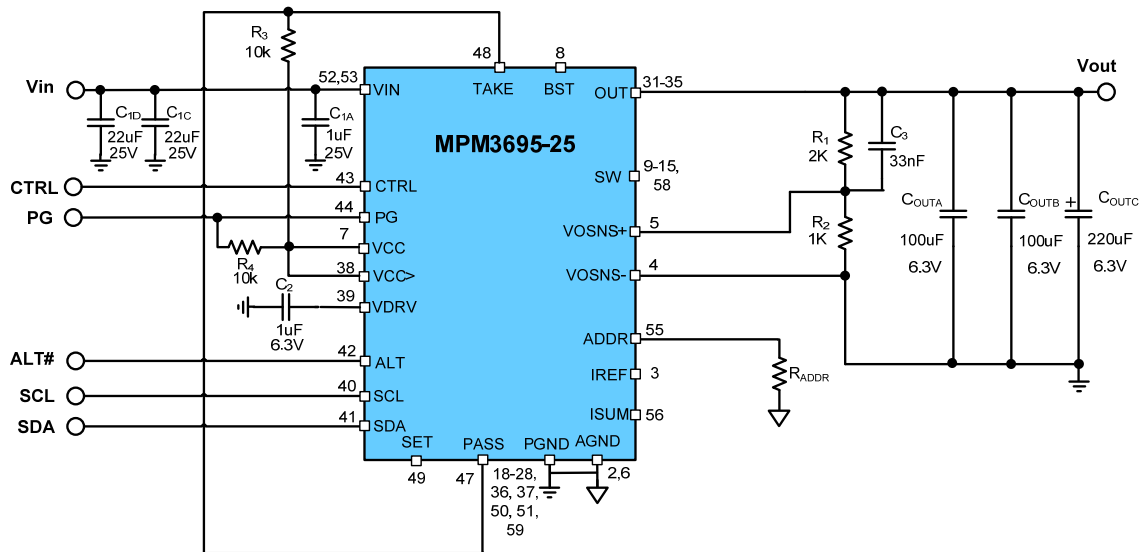 R3
10k
48
8
52,53
31-35
Vin
Vout
VIN
TAKE
BST
OUT
C1D
22uF
25V
C1C
22uF
25V
C1A
1uF
25V
MPM3695-25
R1
2K
C3
33nF
43
9-15,
58
CTRL
CTRL
SW
44
PG
PG
5
COUTA
COUTB
+
COUTC
7
VCC
VOSNS+
R2
1K
100uF
100uF
220uF
R4
10k
38
VCC>
4
VOSNS-
6.3V
6.3V
6.3V
C2
39
VDRV
1uF
6.3V
55
ADDR
42
ALT#
ALT
RADDR
IREF
3
40
SCL
SCL
ISUM
56
41
SDA
SDA
SET
PASS
PGND
AGND
49
47
18-28,
36, 37,
50, 51,
59
2,6